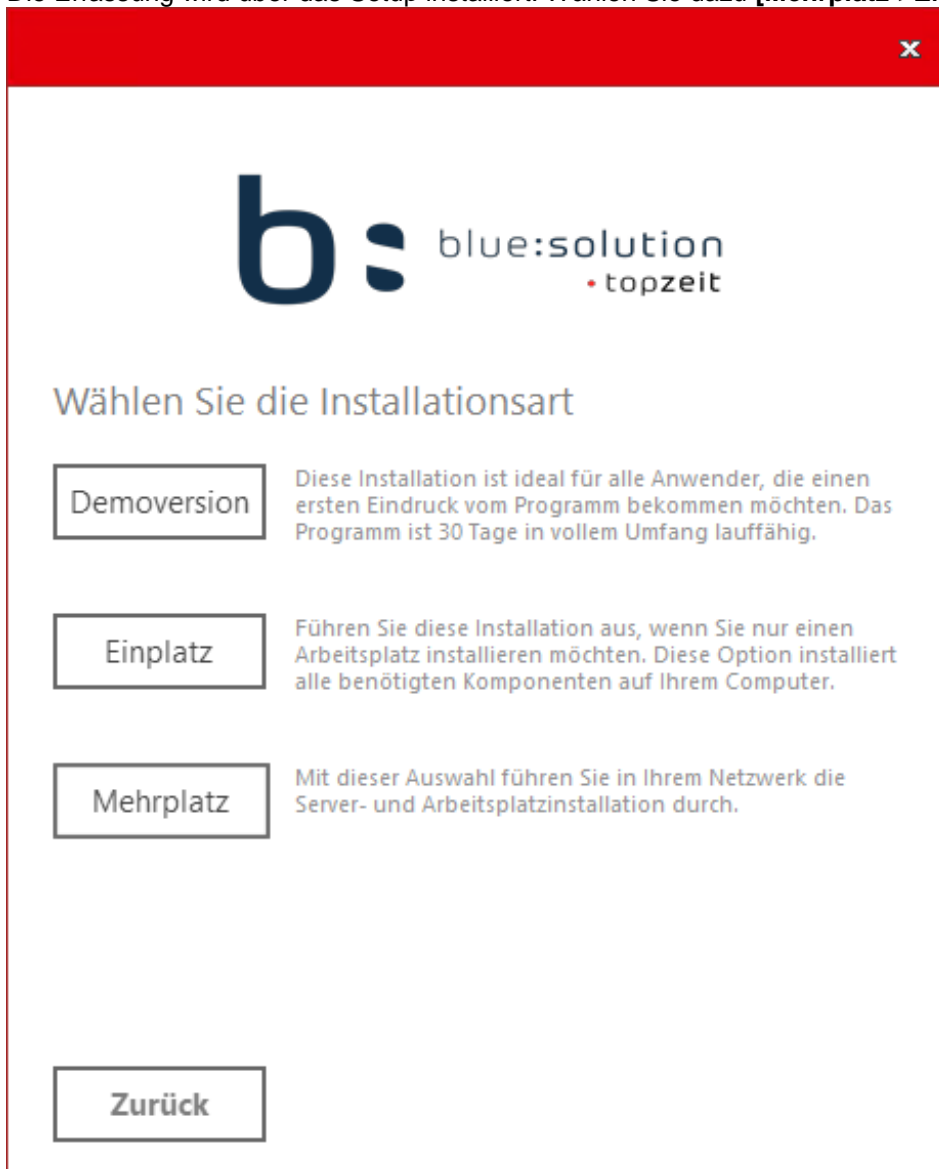 x
b:
blue:solution
• topzeit
Wählen Sie die Installationsart
Demoversion
Diese Installation ist ideal für alle Anwender, die einen
ersten Eindruck vom Programm bekommen möchten. Das
Programm ist 30 Tage in vollem Umfang lauffähig.
Einplatz
Führen Sie diese Installation aus, wenn Sie nur einen
Arbeitsplatz installieren möchten. Diese Option installiert
alle benötigten Komponenten auf Ihrem Computer.
Mehrplatz
Mit dieser Auswahl führen Sie in Ihrem Netzwerk die
Server- und Arbeitsplatzinstallation durch.
Zurück